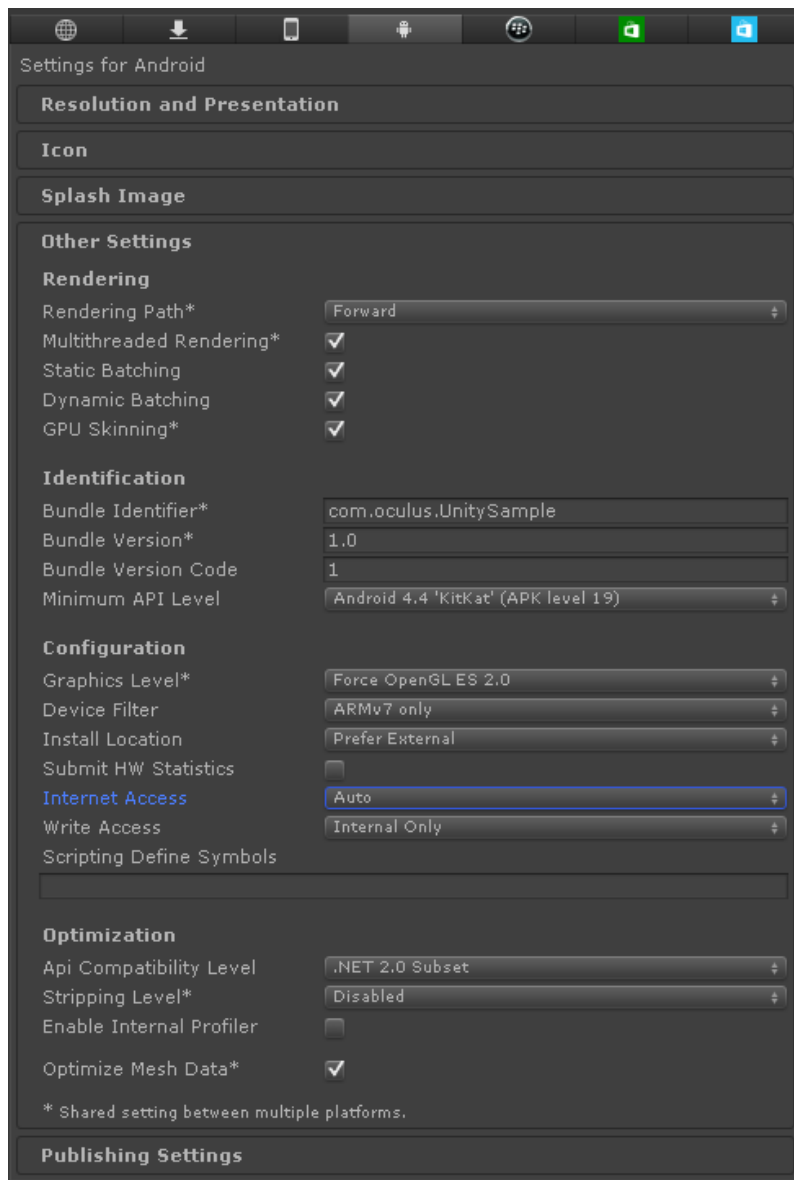 Settings for Android
Resolution and Presentation
Icon
Splash Image
Other Settings
Rendering
Rendering Path* Forward
Multithreaded Rendering*
Static Batching
Dynamic Batching
GPU Skinning*
Identification
Bundle Identifier* com.oculus.UnitySample
Bundle Version* 1.0
Bundle Version Code 1
Minimum API Level Android 4.4 'KitKat' (APK level 19)
Configuration
Graphics Level* Force OpenGL ES 2.0
Device Filter ARMv7 only
Install Location Prefer External
Submit HW Statistics
Internet Access Auto
Write Access Internal Only
Scripting Define Symbols
Optimization
Api Compatibility Level .NET 2.0 Subset
Stripping Level* Disabled
Enable Internal Profiler
Optimize Mesh Data*
* Shared setting between multiple platforms.
Publishing Settings